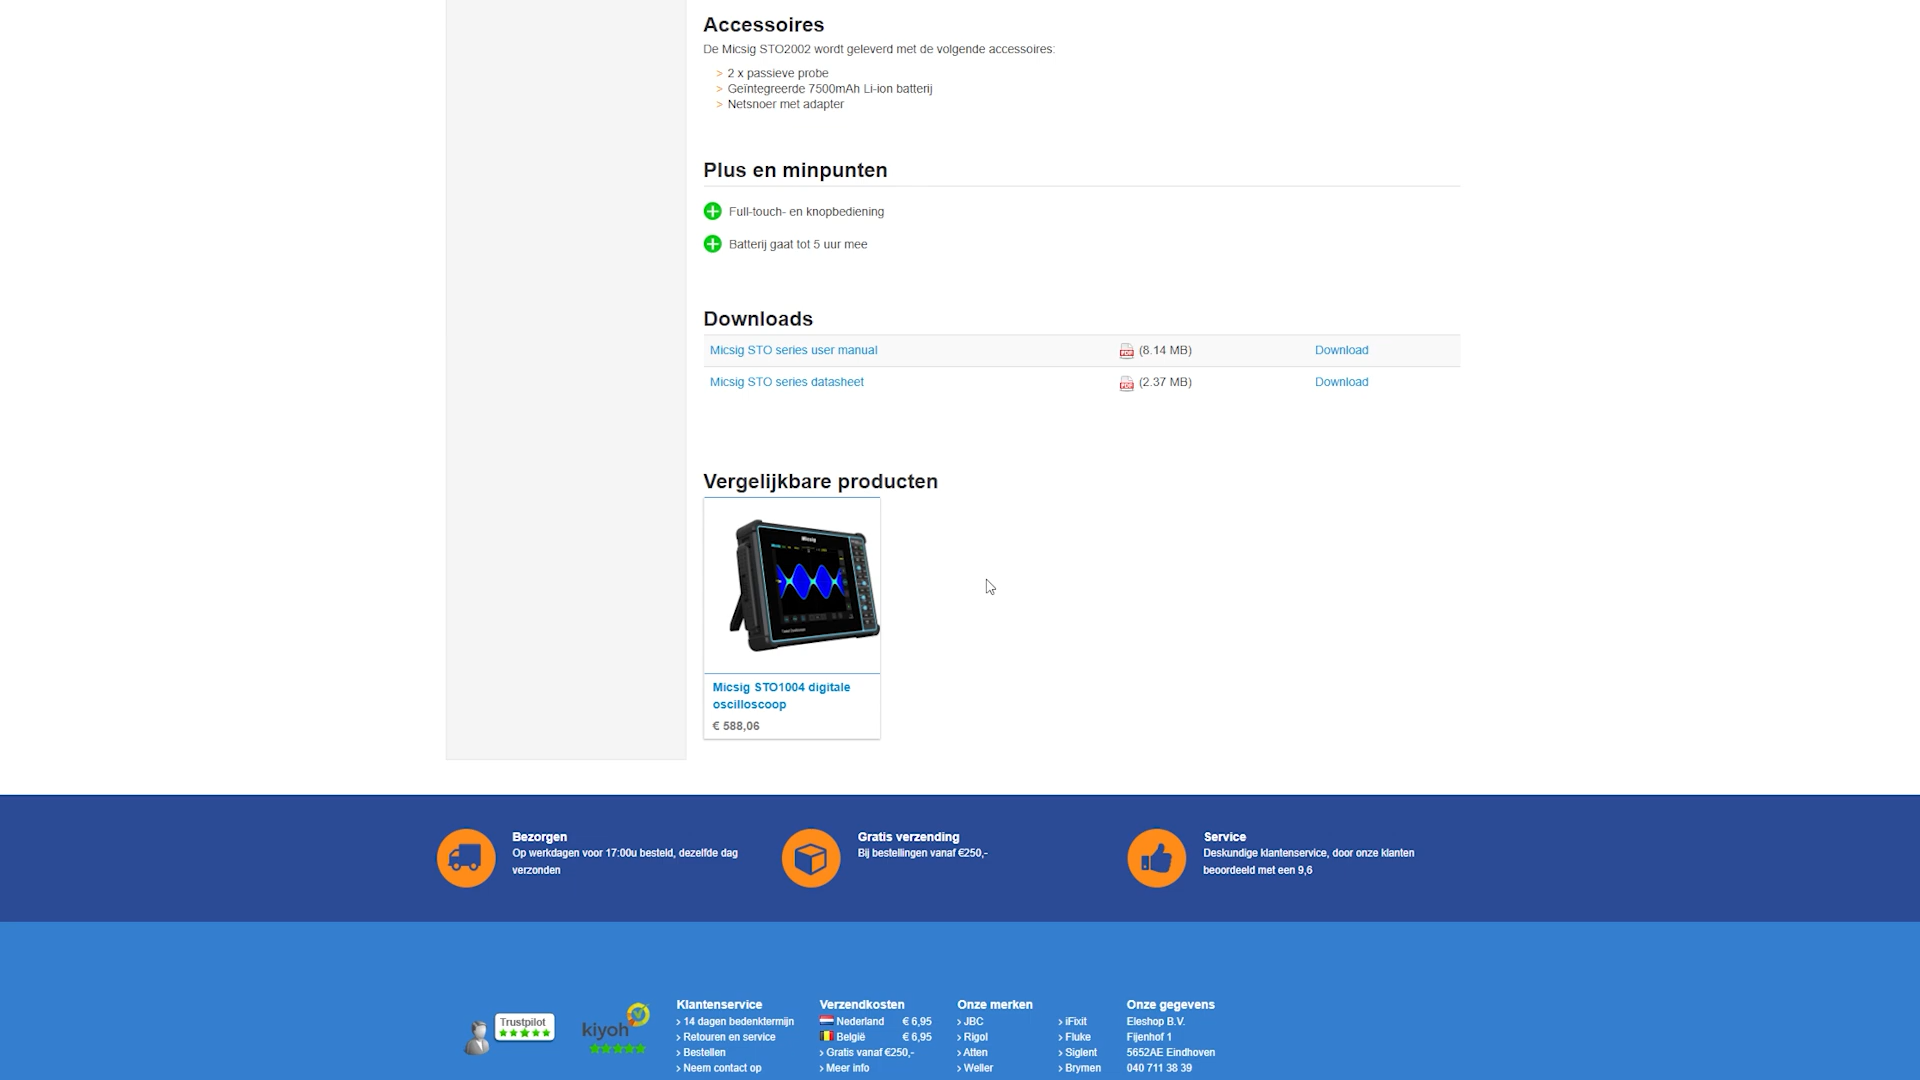 Accessoires
De Micsig STO2002 wordt geleverd met de volgende accessoires:
> 2 x passieve probe
> Geïntegreerde 7500mAh Li-ion batterij
> Netsnoer met adapter
Plus en minpunten
Full-touch- en knopbediening
Batterij gaat tot 5 uur mee
Downloads
Micsig STO series user manual (8.14 MB) Download
Micsig STO series datasheet (2.37 MB) Download
Vergelijkbare producten
Micsig
Micsig STO1004 digitale
oscilloscoop
€ 588,06
Bezorgen
Op werkdagen voor 17:00u besteld, dezelfde dag
verzonden
Gratis verzending
Bij bestellingen vanaf €250,-
Service
Deskundige klantenservice, door onze klanten
beoordeeld met een 9,6
Trustpilot
kiyoh
Klantenservice
› 14 dagen bedenktermijn
› Retouren en service
› Bestellen
› Neem contact op
Verzendkosten
Nederland € 6,95
België € 6,95
› Gratis vanaf €250,-
› Meer info
Onze merken
› JBC
› Rigol
› Atten
› Weller
› iFixit
› Fluke
› Siglent
› Brymen
Onze gegevens
Eleshop B.V.
Fijenhof 1
5652AE Eindhoven
040 711 38 39